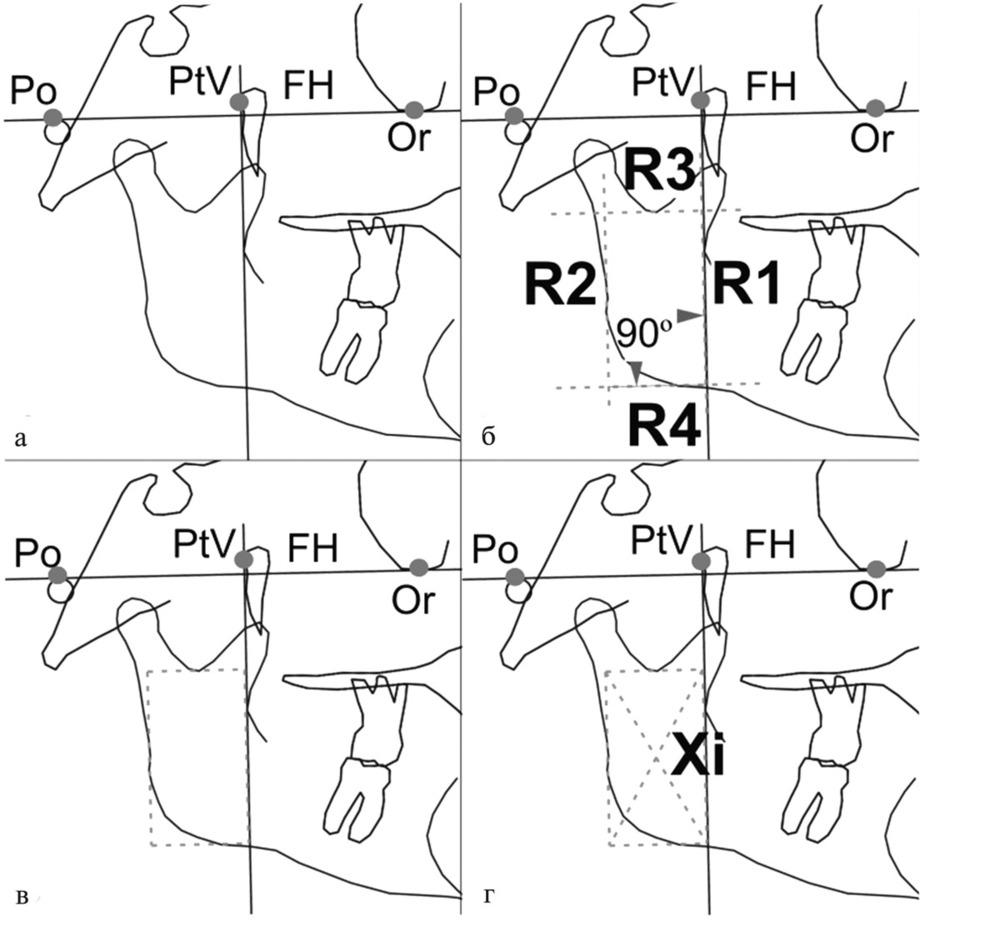 Po PtV FH
Or
а
Po PtV FH
Or
R3
R2 R1
90º
R4
б
Po PtV FH
Or
в
Po PtV FH
Or
Xi
г